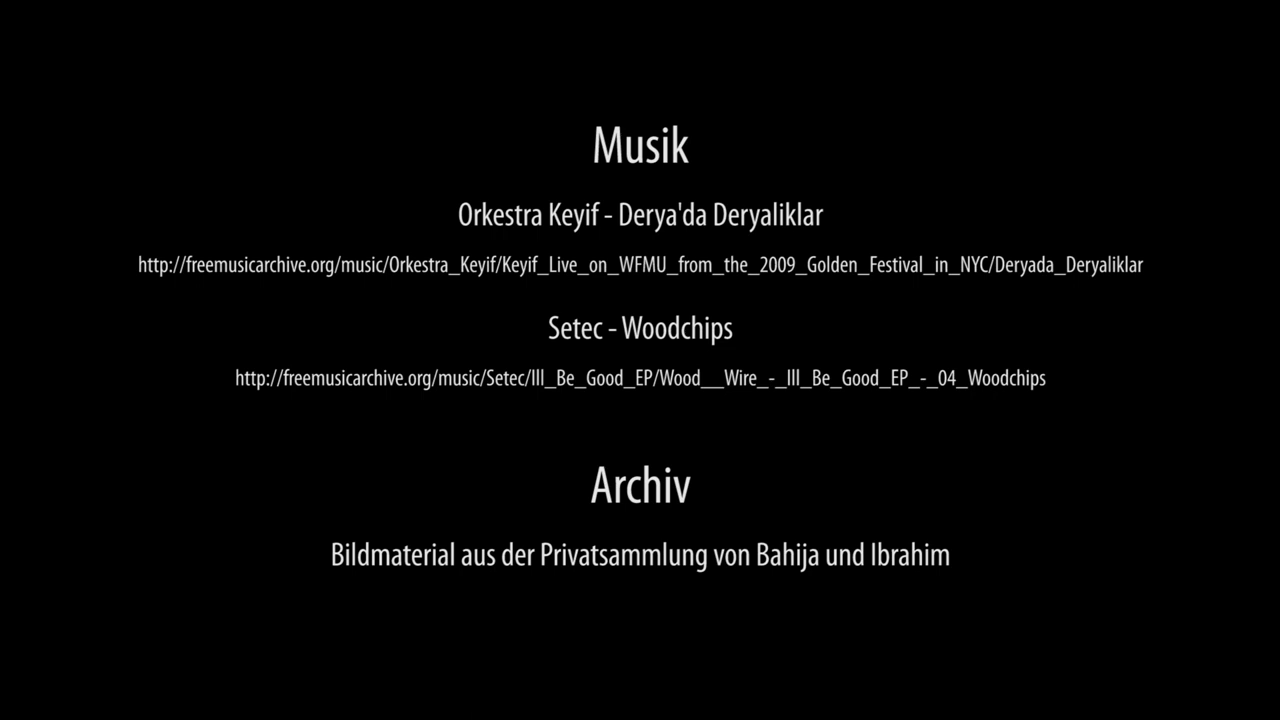 Musik
Orkestra Keyif - Derya'da Deryaliklar
http://freemusicarchive.org/music/Orkestra_Keyif/Keyif_Live_on_WFMU_from_the_2009_Golden_Festival_in_NYC/Deryada_Deryaliklar
Setec - Woodchips
http://freemusicarchive.org/music/Setec/Ill_Be_Good_EP/Wood__Wire_-_Ill_Be_Good_EP_-_04_Woodchips
Archiv
Bildmaterial aus der Privatsammlung von Bahija und Ibrahim